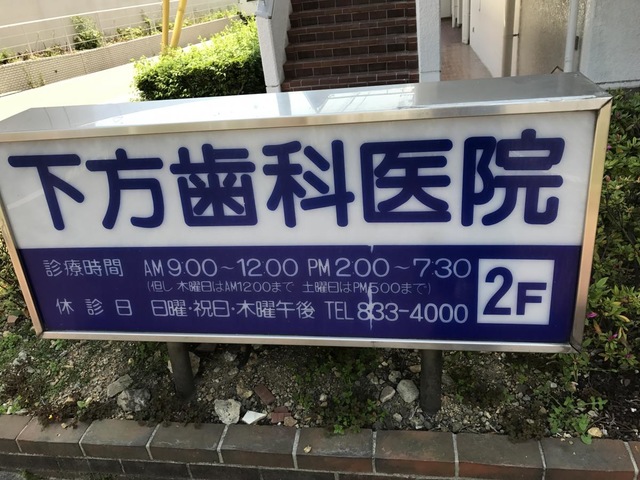 下方歯科医院
診療時間 AM9:00～12:00 PM2:00～7:30
(但し木曜日はAM12:00まで 土曜日はPM5:00まで)
休診日 日曜・祝日・木曜午後 TEL833-4000
2F